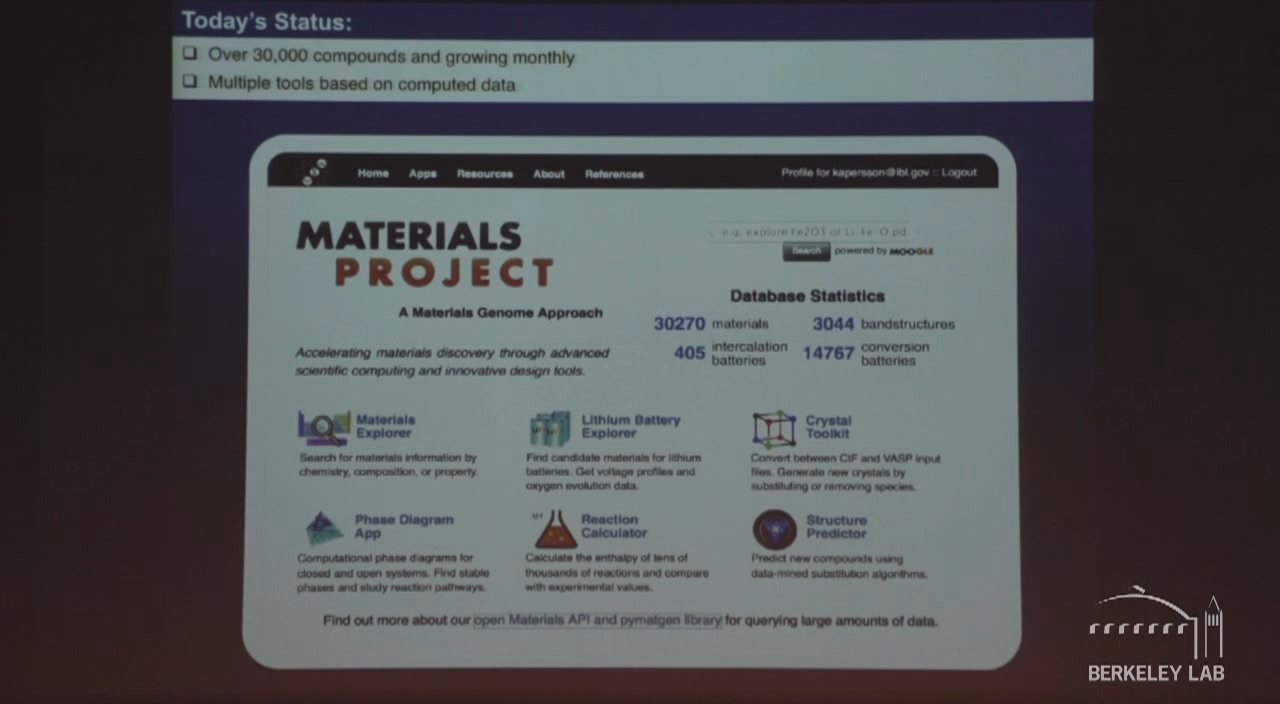 Today's Status:
Over 30,000 compounds and growing monthly
Multiple tools based on computed data
Home Apps Resources About References
Profile for kapersson@lbl.gov :: Logout
MATERIALS
PROJECT
A Materials Genome Approach
Accelerating materials discovery through advanced
scientific computing and innovative design tools.
e.g. explore Fe2O3 or Li-Fe-O pd
Search powered by MOOGLE
Database Statistics
30270 materials
3044 bandstructures
405 intercalation
batteries
14767 conversion
batteries
Materials
Explorer
Search for materials information by
chemistry, composition, or property.
Lithium Battery
Explorer
Find candidate materials for lithium
batteries. Get voltage profiles and
oxygen evolution data.
Crystal
Toolkit
Convert between CIF and VASP input
files. Generate new crystals by
substituting or removing species.
Phase Diagram
App
Computational phase diagrams for
closed and open systems. Find stable
phases and study reaction pathways.
Reaction
Calculator
Calculate the enthalpy of tens of
thousands of reactions and compare
with experimental values.
Structure
Predictor
Predict new compounds using
data-mined substitution algorithms.
Find out more about our open Materials API and pymatgen library for querying large amounts of data.
BERKELEY LAB